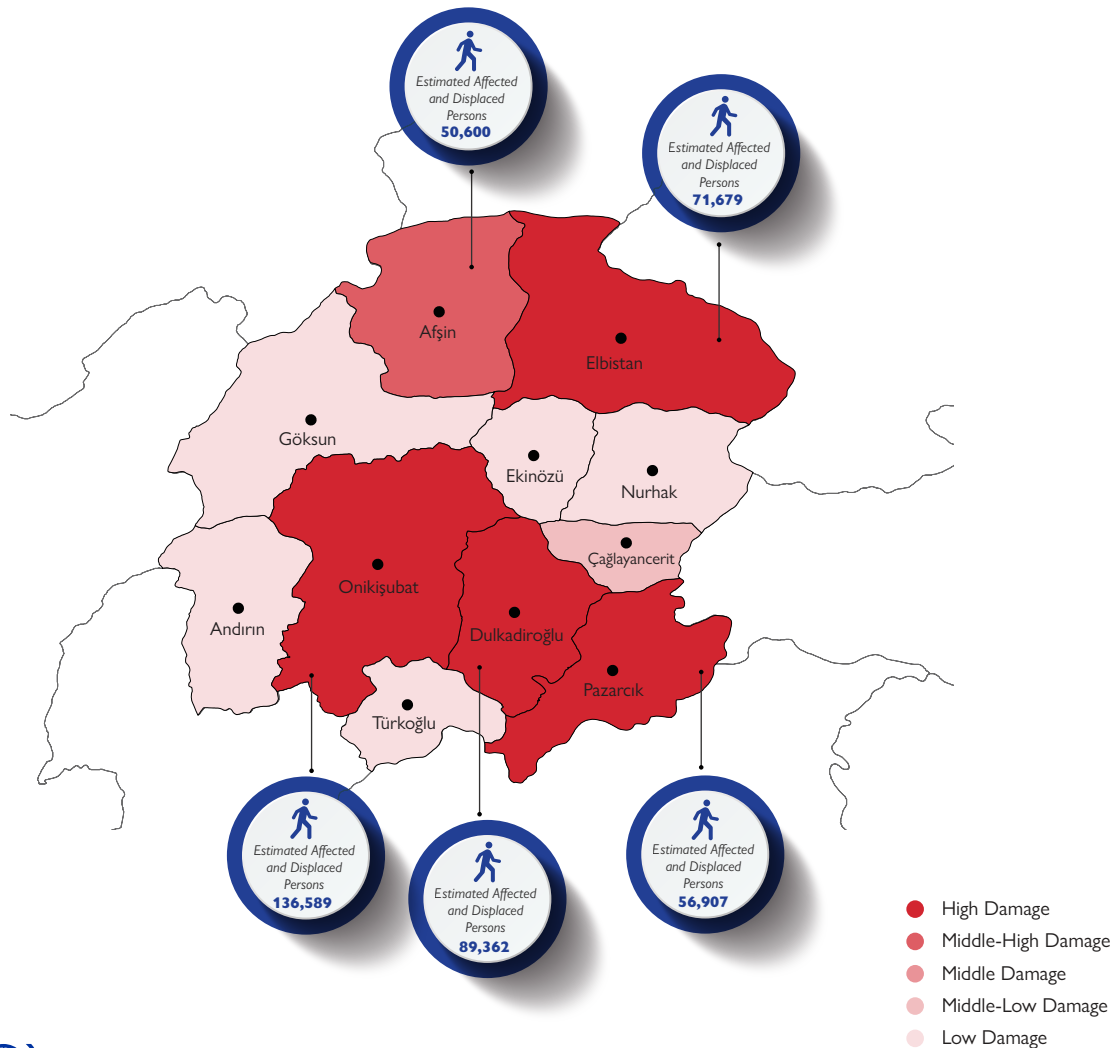 Estimated Affected
and Displaced
Persons
50,600
Estimated Affected
and Displaced
Persons
71,679
Afşin
Elbistan
Göksun
Ekinözü
Nurhak
Çağlayancerit
Onikişubat
Andırın
Dulkadiroğlu
Pazarcık
Türkoğlu
Estimated Affected
and Displaced
Persons
136,589
Estimated Affected
and Displaced
Persons
89,362
Estimated Affected
and Displaced
Persons
56,907
High Damage
Middle-High Damage
Middle Damage
Middle-Low Damage
Low Damage